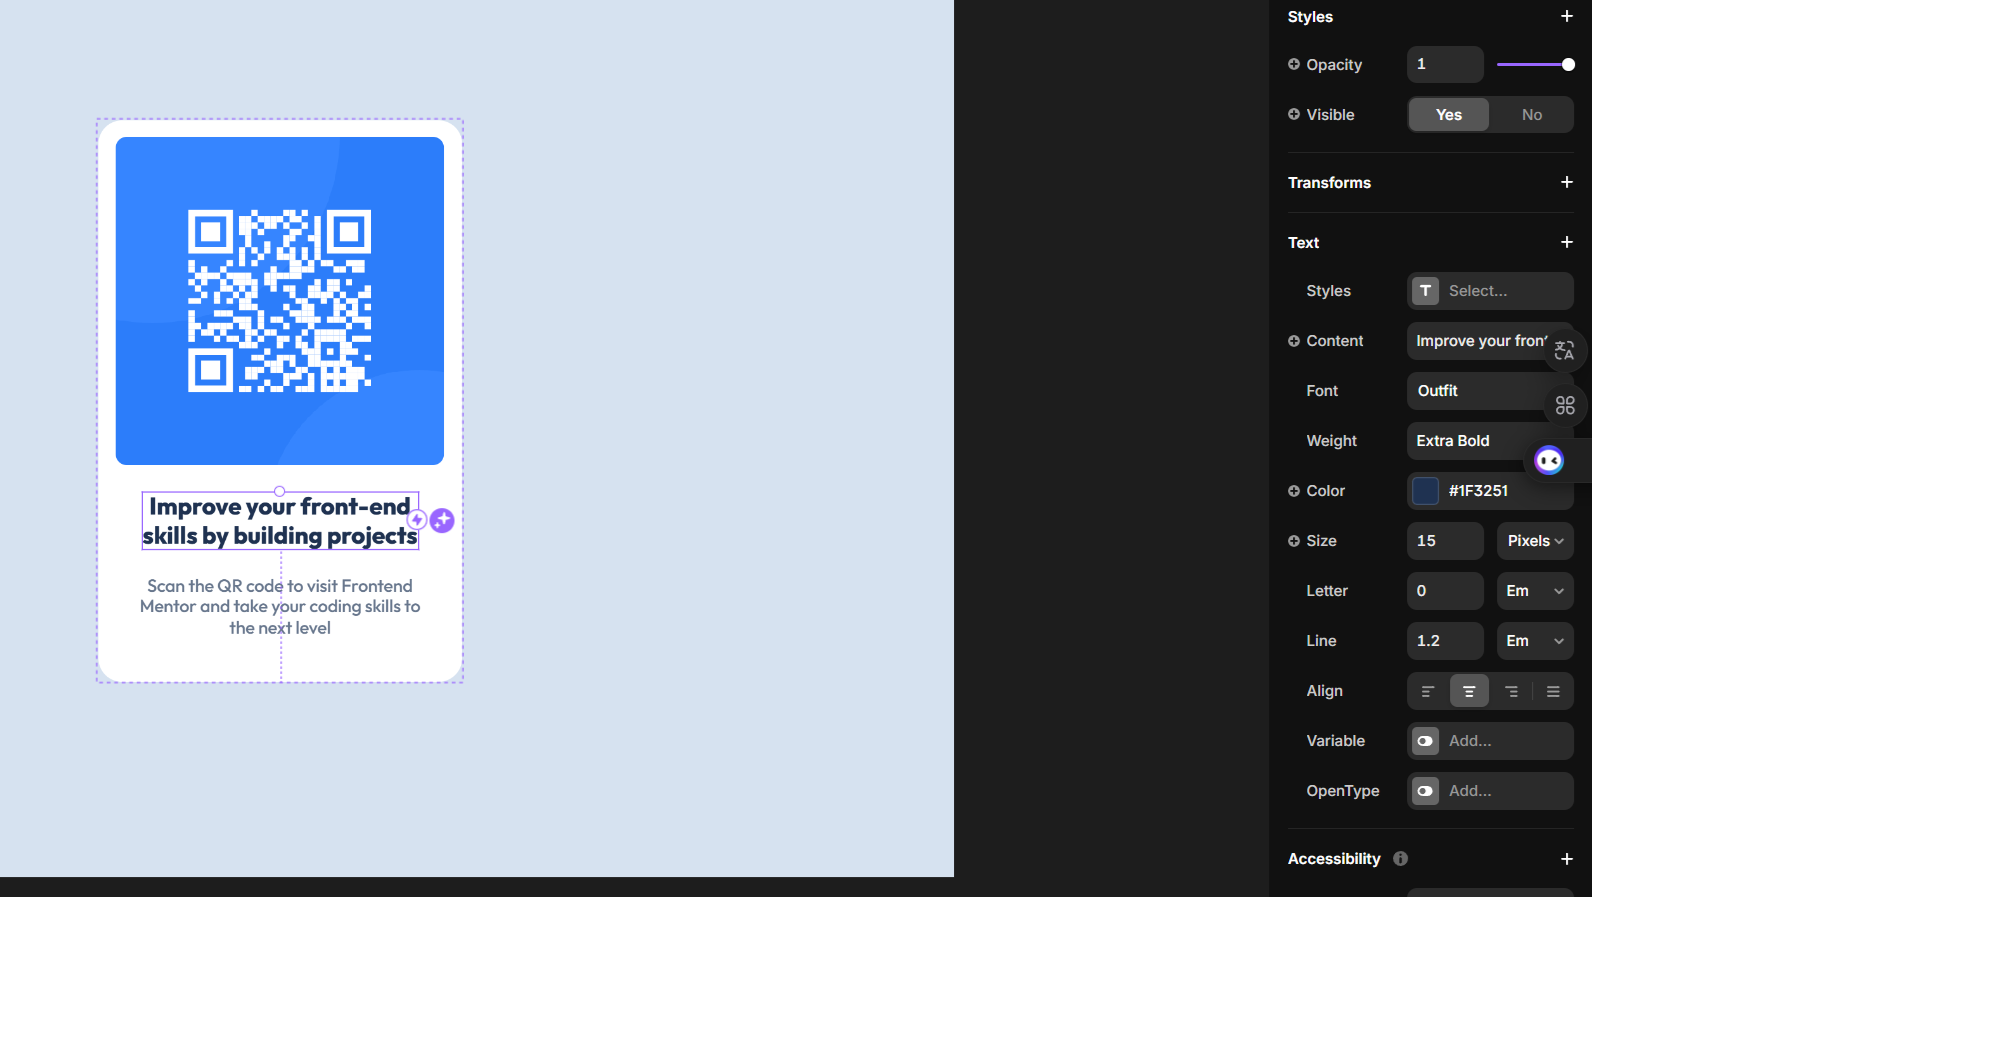 Improve your front-end
skills by building projects
Scan the QR code to visit Frontend
Mentor and take your coding skills to
the next level
Styles
Opacity 1
Visible Yes No
Transforms
Text
Styles T Select...
Content Improve your front
Font Outfit
Weight Extra Bold
Color #1F3251
Size 15 Pixels
Letter 0 Em
Line 1.2 Em
Align
Variable Add...
OpenType Add...
Accessibility